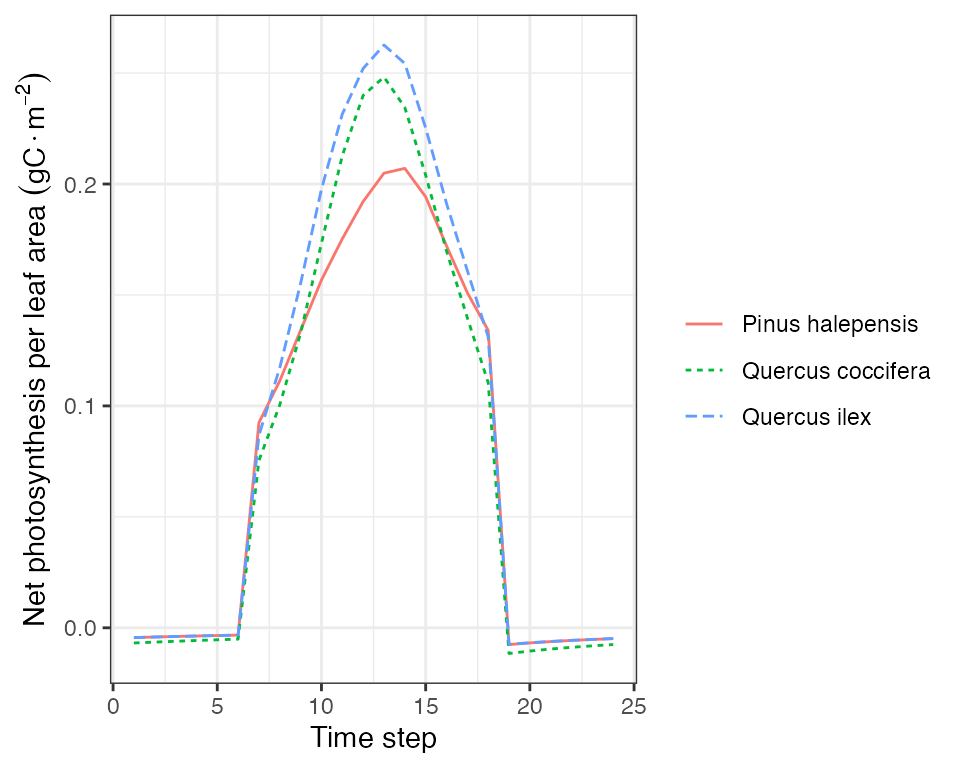 Net photosynthesis per leaf area (gC·m⁻²)
0.2
0.1
0.0
0 5 10 15 20 25
Time step
Pinus halepensis
Quercus coccifera
Quercus ilex